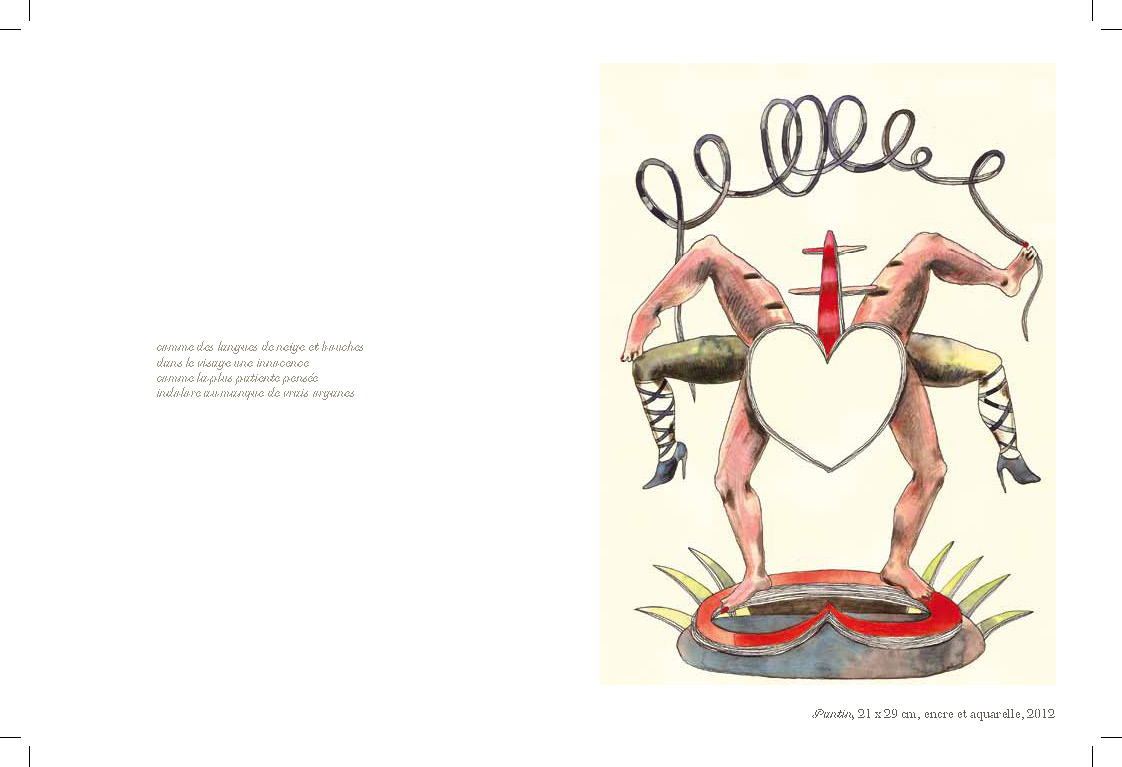 comme des langues de neige et bouches
dans le visage une innocence
comme la plus patiente pensée
indolore au manque de vrais organes
Pantin, 21 x 29 cm, encre et aquarelle, 2012